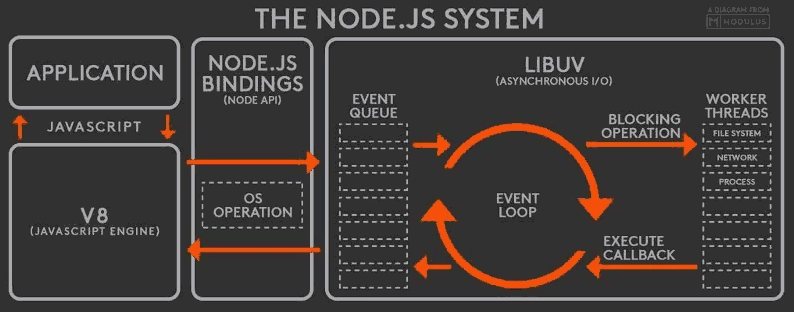 THE NODE.JS SYSTEM
A DIAGRAM FROM
MODULUS
APPLICATION
JAVASCRIPT
V8
(JAVASCRIPT ENGINE)
NODE.JS
BINDINGS
(NODE API)
OS
OPERATION
LIBUV
(ASYNCHRONOUS I/O)
EVENT
QUEUE
EVENT
LOOP
BLOCKING
OPERATION
EXECUTE
CALLBACK
WORKER
THREADS
FILE SYSTEM
NETWORK
PROCESS